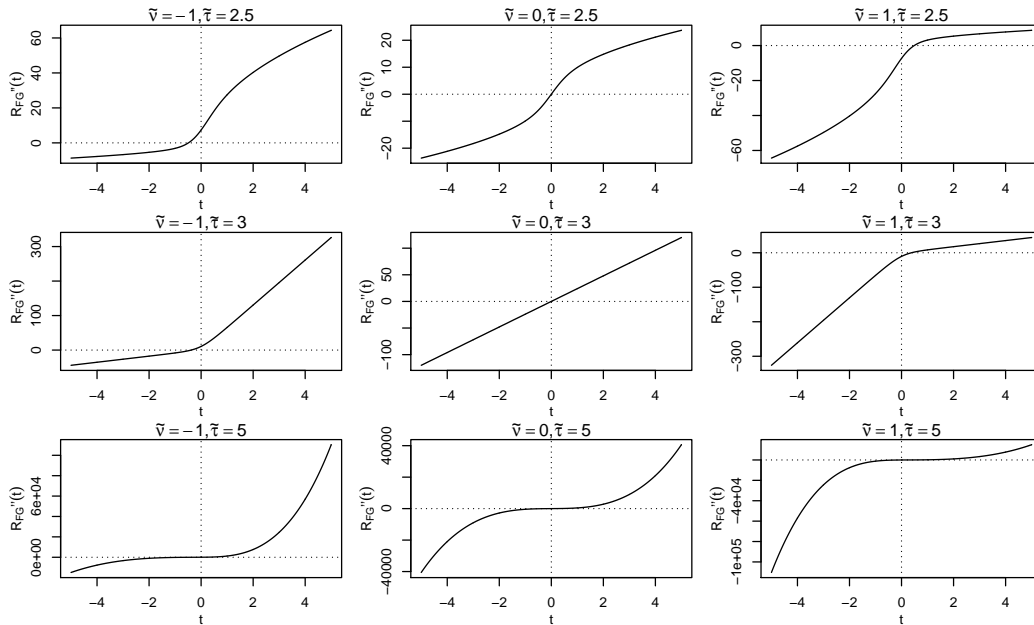 ν̃ = −1, τ̃ = 2.5
R_FG''(t)
60
40
20
0
−4 −2 0 2 4
t
ν̃ = 0, τ̃ = 2.5
R_FG''(t)
20
10
0
−20
−4 −2 0 2 4
t
ν̃ = 1, τ̃ = 2.5
R_FG''(t)
0
−20
−60
−4 −2 0 2 4
t
ν̃ = −1, τ̃ = 3
R_FG''(t)
300
100
0
−4 −2 0 2 4
t
ν̃ = 0, τ̃ = 3
R_FG''(t)
50
0
−100
−4 −2 0 2 4
t
ν̃ = 1, τ̃ = 3
R_FG''(t)
0
−100
−300
−4 −2 0 2 4
t
ν̃ = −1, τ̃ = 5
R_FG''(t)
6e+04
0e+00
−4 −2 0 2 4
t
ν̃ = 0, τ̃ = 5
R_FG''(t)
40000
0
−40000
−4 −2 0 2 4
t
ν̃ = 1, τ̃ = 5
R_FG''(t)
−4e+04
−1e+05
−4 −2 0 2 4
t